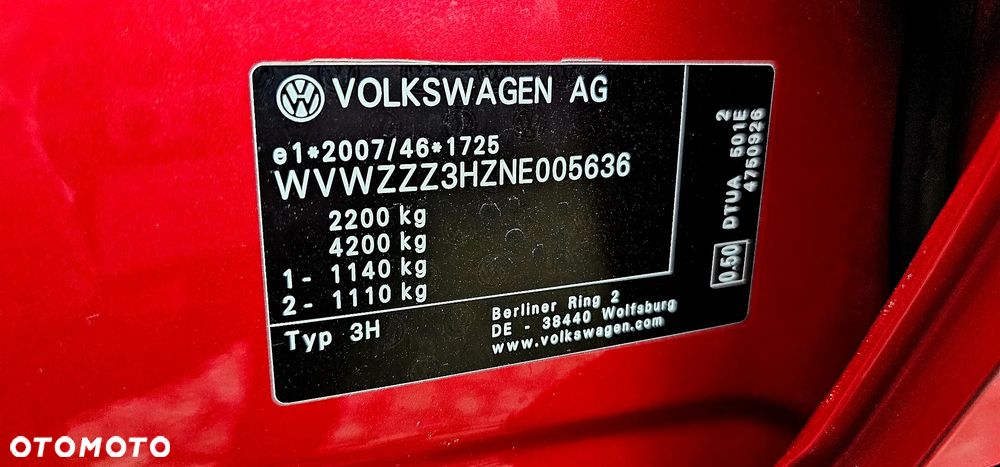 VOLKSWAGEN AG
e1*2007/46*1725
WVWZZZ3HZNE005636
2200 kg
4200 kg
1- 1140 kg
2- 1110 kg
Typ 3H
Berliner Ring 2
DE - 38440 Wolfsburg
www.volkswagen.com
0.50 DTUA 501E 2
4750926
OTOMOTO